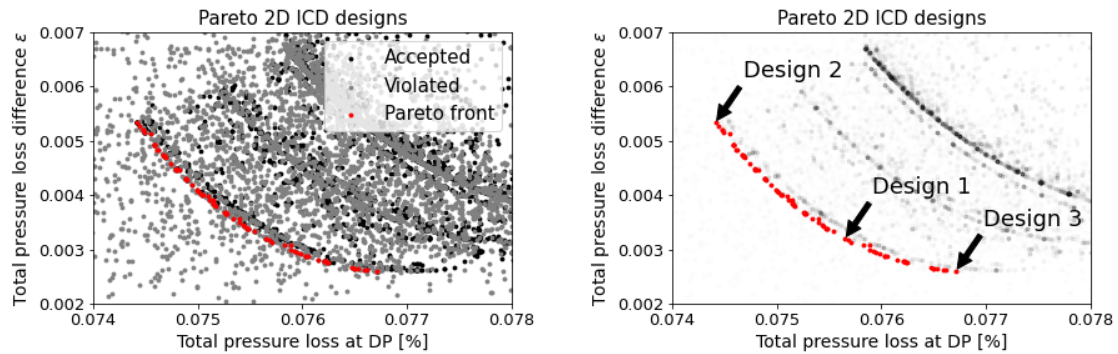 Pareto 2D ICD designs
Total pressure loss difference ε
0.007
0.006
0.005
0.004
0.003
0.002
Accepted
Violated
Pareto front
0.074
0.075
0.076
0.077
0.078
Total pressure loss at DP [%]
Pareto 2D ICD designs
Total pressure loss difference ε
0.007
0.006
0.005
0.004
0.003
0.002
Design 2
Design 1
Design 3
0.074
0.075
0.076
0.077
0.078
Total pressure loss at DP [%]